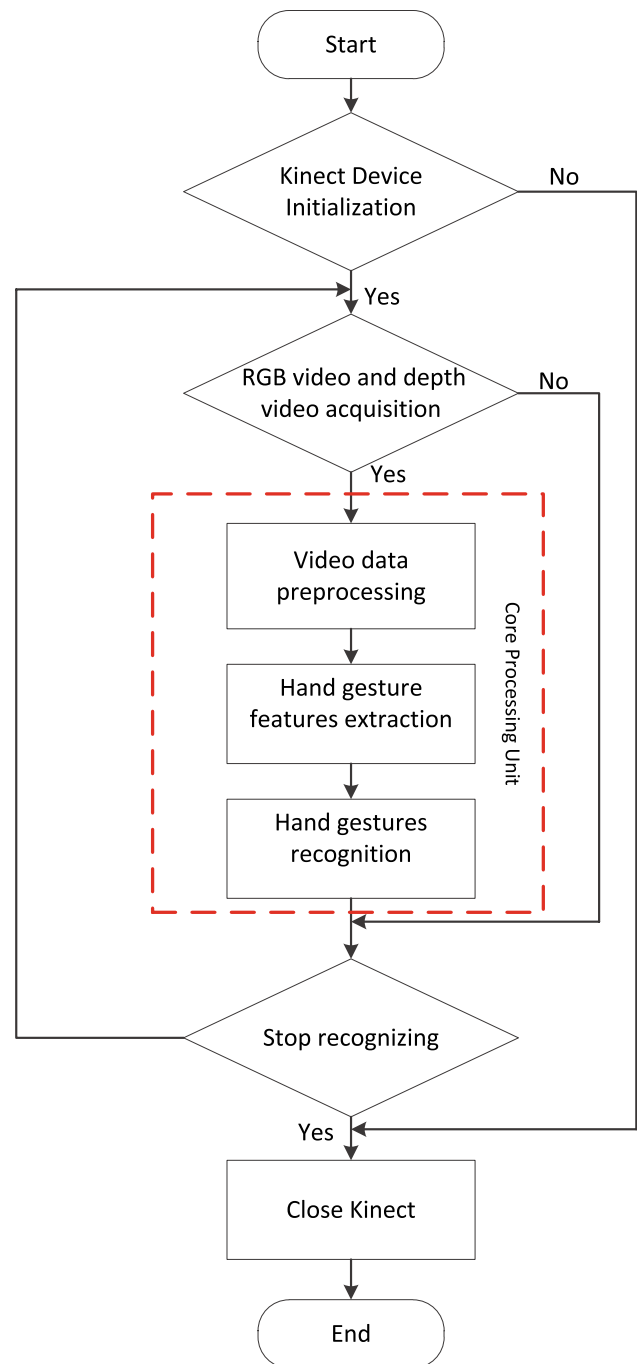 Start
Kinect Device
Initialization
No
Yes
RGB video and depth
video acquisition
No
Yes
Video data
preprocessing
Hand gesture
features extraction
Core Processing Unit
Hand gestures
recognition
Stop recognizing
Yes
Close Kinect
End